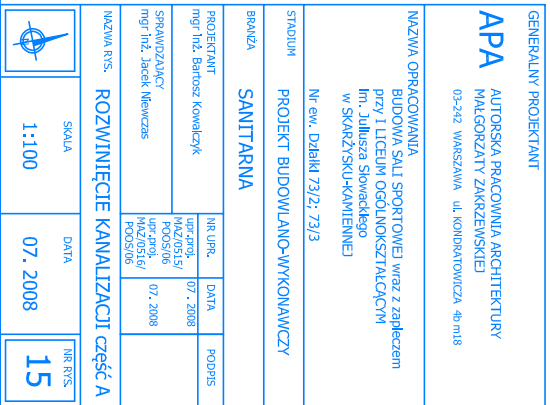 GENERALNY PROJEKTANT
APA
AUTORSKA PRACOWNIA ARCHITEKTURY
MAŁGORZATY ZAKRZEWSKIEJ
03-242 WARSZAWA ul. KONDRATOWICZA 4b m18
NAZWA OPRACOWANIA
BUDOWA SALI SPORTOWEJ wraz z zapleczem
przy I LICEUM OGÓLNOKSZTAŁCĄCYM
Im. Juliusza Słowackiego
w SKARŻYSKU-KAMIENNEJ
Nr ew. Działki 73/2; 73/3
STADIUM
PROJEKT BUDOWLANO-WYKONAWCZY
BRANŻA
SANITARNA
NR UPR. DATA PODPIS
PROJEKTANT
mgr inż. Bartosz Kowalczyk
upr.proj.
MAZ/0515/
POOS/06
07. 2008
SPRAWDZAJĄCY
mgr inż. Jacek Niewczas
upr.proj.
MAZ/0516/
POOS/06
07. 2008
NAZWA RYS.
ROZWINIĘCIE KANALIZACJI CZĘŚĆ A
SKALA
1:100
DATA
07. 2008
NR RYS.
15